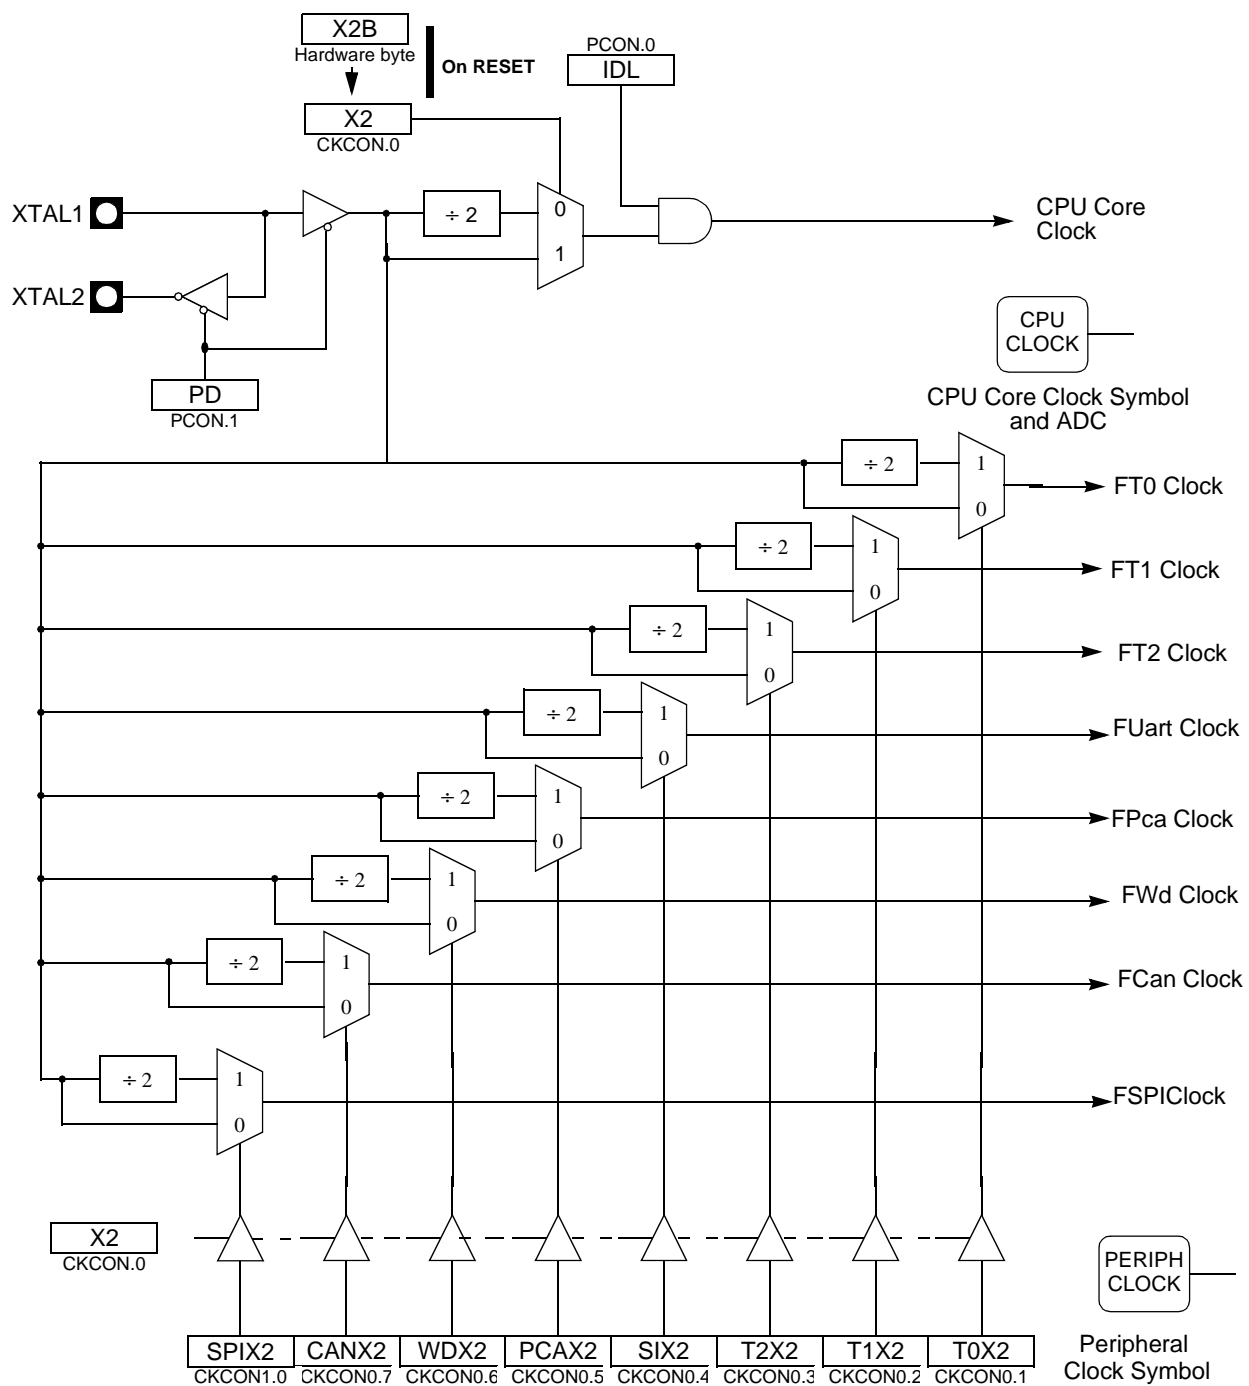 X2B
Hardware byte
On RESET
PCON.0
IDL
X2
CKCON.0
XTAL1
÷ 2
0
1
CPU Core
Clock
XTAL2
CPU
CLOCK
PD
PCON.1
CPU Core Clock Symbol
and ADC
÷ 2
1
0
FT0 Clock
÷ 2
1
0
FT1 Clock
÷ 2
1
0
FT2 Clock
÷ 2
1
0
FUart Clock
÷ 2
1
0
FPca Clock
÷ 2
1
0
FWd Clock
÷ 2
1
0
FCan Clock
÷ 2
1
0
FSPIClock
X2
CKCON.0
PERIPH
CLOCK
SPIX2
CKCON1.0
CANX2
CKCON0.7
WDX2
CKCON0.6
PCAX2
CKCON0.5
SIX2
CKCON0.4
T2X2
CKCON0.3
T1X2
CKCON0.2
T0X2
CKCON0.1
Peripheral
Clock Symbol